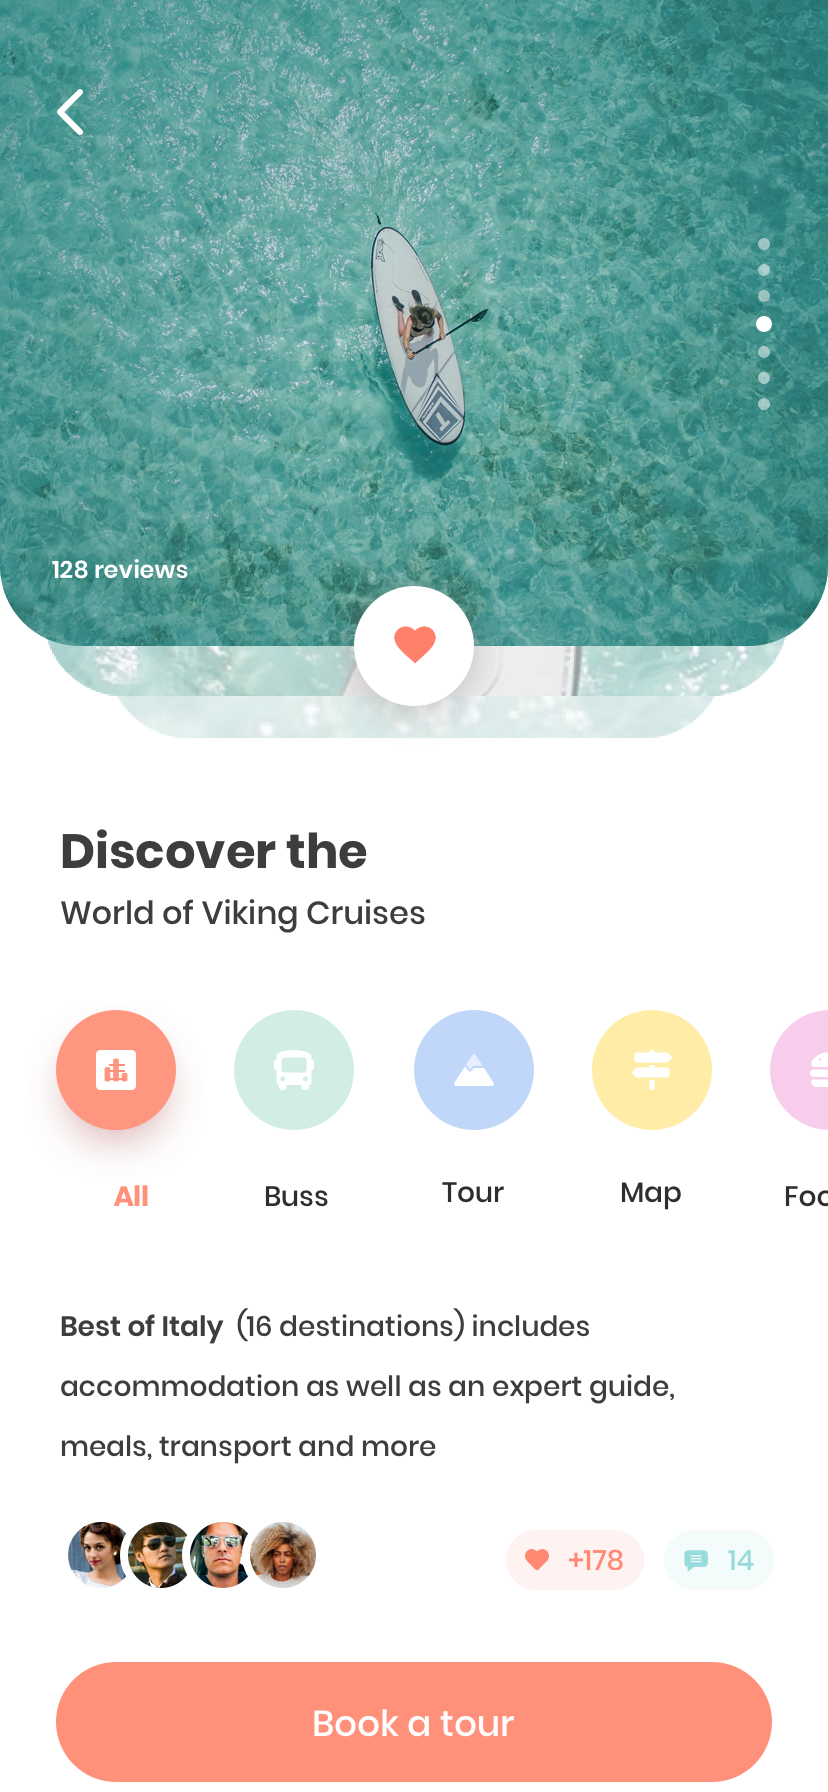 128 reviews
Discover the
World of Viking Cruises
All
Buss
Tour
Map
Foo
Best of Italy (16 destinations) includes
accommodation as well as an expert guide,
meals, transport and more
+178
14
Book a tour